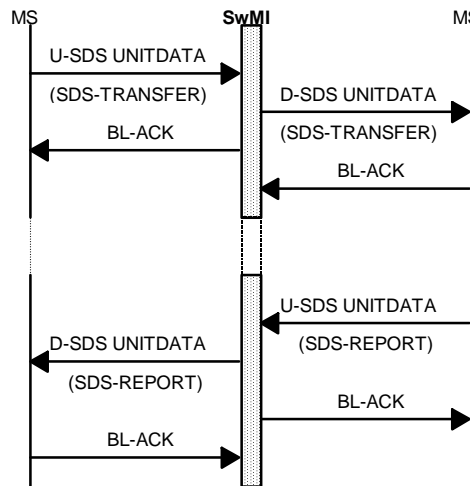 MS SwMI MS
U-SDS UNITDATA
(SDS-TRANSFER)
D-SDS UNITDATA
(SDS-TRANSFER)
BL-ACK
BL-ACK
U-SDS UNITDATA
(SDS-REPORT)
D-SDS UNITDATA
(SDS-REPORT)
BL-ACK
BL-ACK